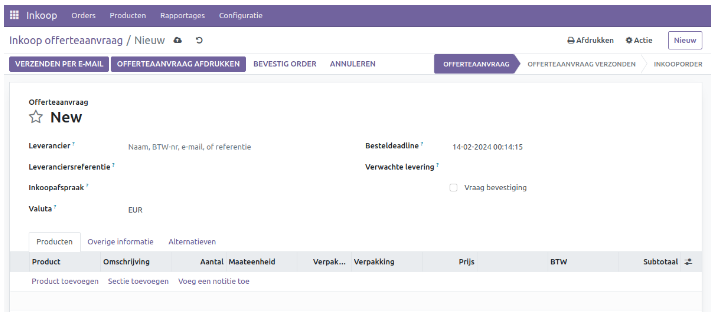 Inkoop Orders Producten Rapportages Configuratie
Inkoop offerteaanvraag / Nieuw Afdrukken Actie Nieuw
VERZENDEN PER E-MAIL OFFERTEAANVRAAG AFDRUKKEN BEVESTIG ORDER ANNULEREN OFFERTEAANVRAAG OFFERTEAANVRAAG VERZONDEN INKOOPORDER
Offerteaanvraag
New
Leverancier ? Naam, BTW-nr, e-mail, of referentie Besteldeadline ? 14-02-2024 00:14:15
Leveranciersreferentie ? Verwachte levering ?
Inkoopafspraak ? Vraag bevestiging
Valuta ? EUR
Producten Overige informatie Alternatieven
Product Omschrijving Aantal Maateenheid Verpak... Verpakking Prijs BTW Subtotaal
Product toevoegen Sectie toevoegen Voeg een notitie toe